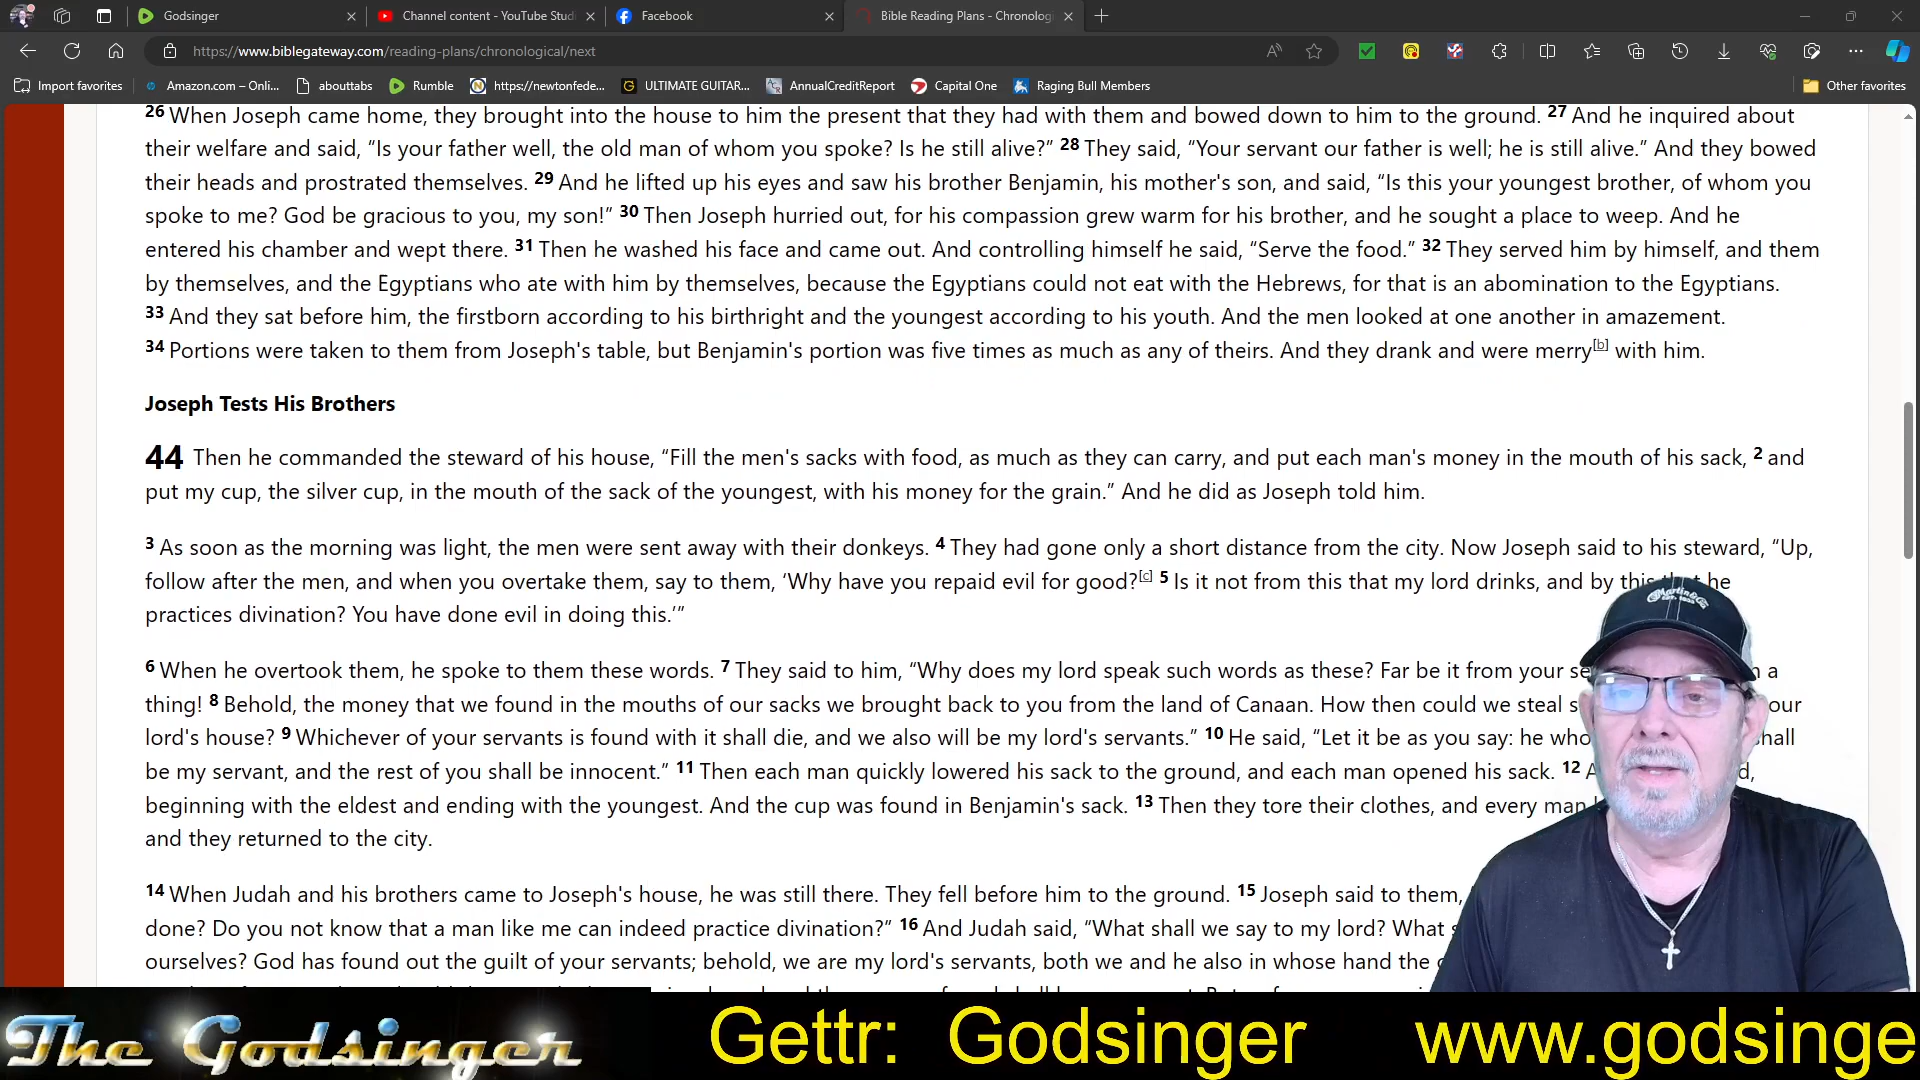 Godsinger
Channel content - YouTube Studi
Facebook
Bible Reading Plans - Chronologi
https://www.biblegateway.com/reading-plans/chronological/next
Import favorites
Amazon.com – Onli...
abouttabs
Rumble
https://newtonfede...
ULTIMATE GUITAR...
AnnualCreditReport
Capital One
Raging Bull Members
Other favorites
26 When Joseph came home, they brought into the house to him the present that they had with them and bowed down to him to the ground. 27 And he inquired about
their welfare and said, “Is your father well, the old man of whom you spoke? Is he still alive?” 28 They said, “Your servant our father is well; he is still alive.” And they bowed
their heads and prostrated themselves. 29 And he lifted up his eyes and saw his brother Benjamin, his mother's son, and said, “Is this your youngest brother, of whom you
spoke to me? God be gracious to you, my son!” 30 Then Joseph hurried out, for his compassion grew warm for his brother, and he sought a place to weep. And he
entered his chamber and wept there. 31 Then he washed his face and came out. And controlling himself he said, “Serve the food.” 32 They served him by himself, and them
by themselves, and the Egyptians who ate with him by themselves, because the Egyptians could not eat with the Hebrews, for that is an abomination to the Egyptians.
33 And they sat before him, the firstborn according to his birthright and the youngest according to his youth. And the men looked at one another in amazement.
34 Portions were taken to them from Joseph's table, but Benjamin's portion was five times as much as any of theirs. And they drank and were merry[b] with him.
Joseph Tests His Brothers
44 Then he commanded the steward of his house, “Fill the men's sacks with food, as much as they can carry, and put each man's money in the mouth of his sack, 2 and
put my cup, the silver cup, in the mouth of the sack of the youngest, with his money for the grain.” And he did as Joseph told him.
3 As soon as the morning was light, the men were sent away with their donkeys. 4 They had gone only a short distance from the city. Now Joseph said to his steward, “Up,
follow after the men, and when you overtake them, say to them, ‘Why have you repaid evil for good?[c] 5 Is it not from this that my lord drinks, and by this that he
practices divination? You have done evil in doing this.’”
6 When he overtook them, he spoke to them these words. 7 They said to him, “Why does my lord speak such words as these? Far be it from your se a
thing! 8 Behold, the money that we found in the mouths of our sacks we brought back to you from the land of Canaan. How then could we steal s our
lord's house? 9 Whichever of your servants is found with it shall die, and we also will be my lord's servants.” 10 He said, “Let it be as you say: he who shall
be my servant, and the rest of you shall be innocent.” 11 Then each man quickly lowered his sack to the ground, and each man opened his sack. 12
beginning with the eldest and ending with the youngest. And the cup was found in Benjamin's sack. 13 Then they tore their clothes, and every man
and they returned to the city.
14 When Judah and his brothers came to Joseph's house, he was still there. They fell before him to the ground. 15 Joseph said to them,
done? Do you not know that a man like me can indeed practice divination?” 16 And Judah said, “What shall we say to my lord? What s
ourselves? God has found out the guilt of your servants; behold, we are my lord's servants, both we and he also in whose hand the c
Martin & Co
The Godsinger
Gettr: Godsinger
www.godsinge